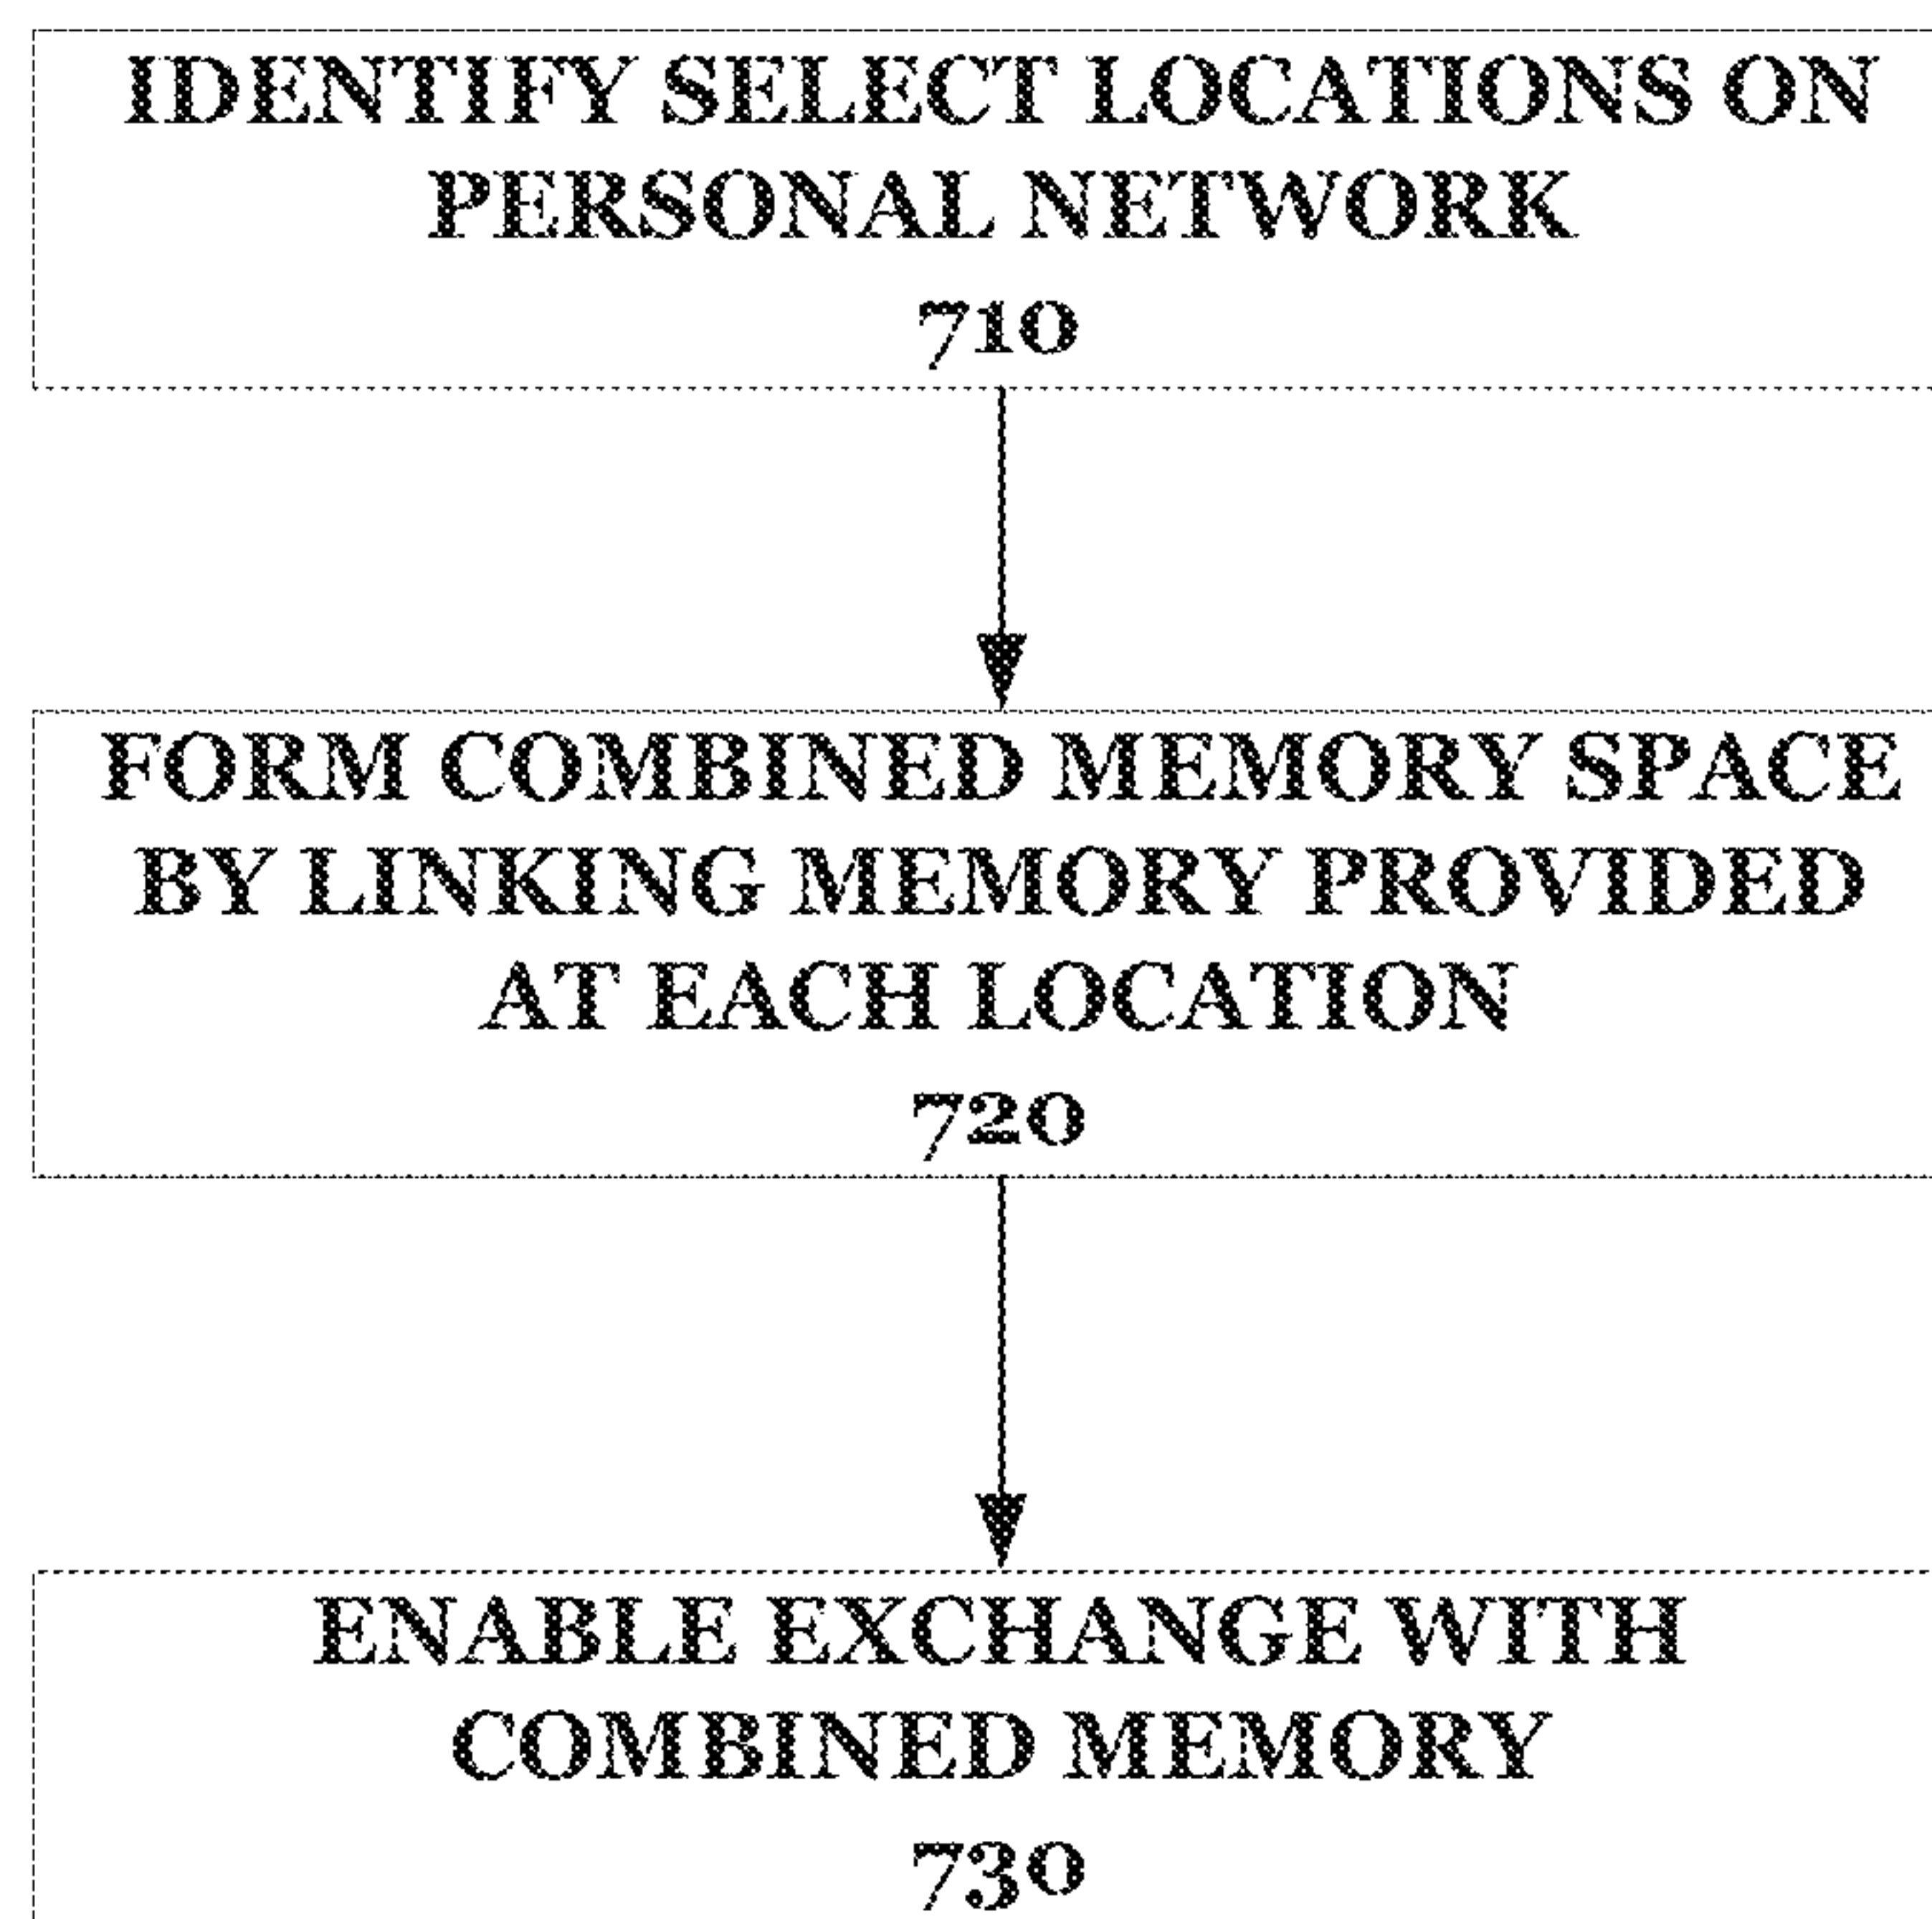 IDENTIFY SELECT LOCATIONS ON
PERSONAL NETWORK
710
FORM COMBINED MEMORY SPACE
BY LINKING MEMORY PROVIDED
AT EACH LOCATION
720
ENABLE EXCHANGE WITH
COMBINED MEMORY
730